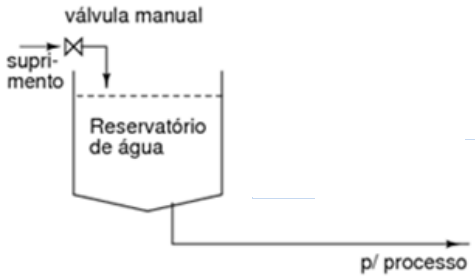 válvula manual
supri-
mento
Reservatório
de água
p/ processo